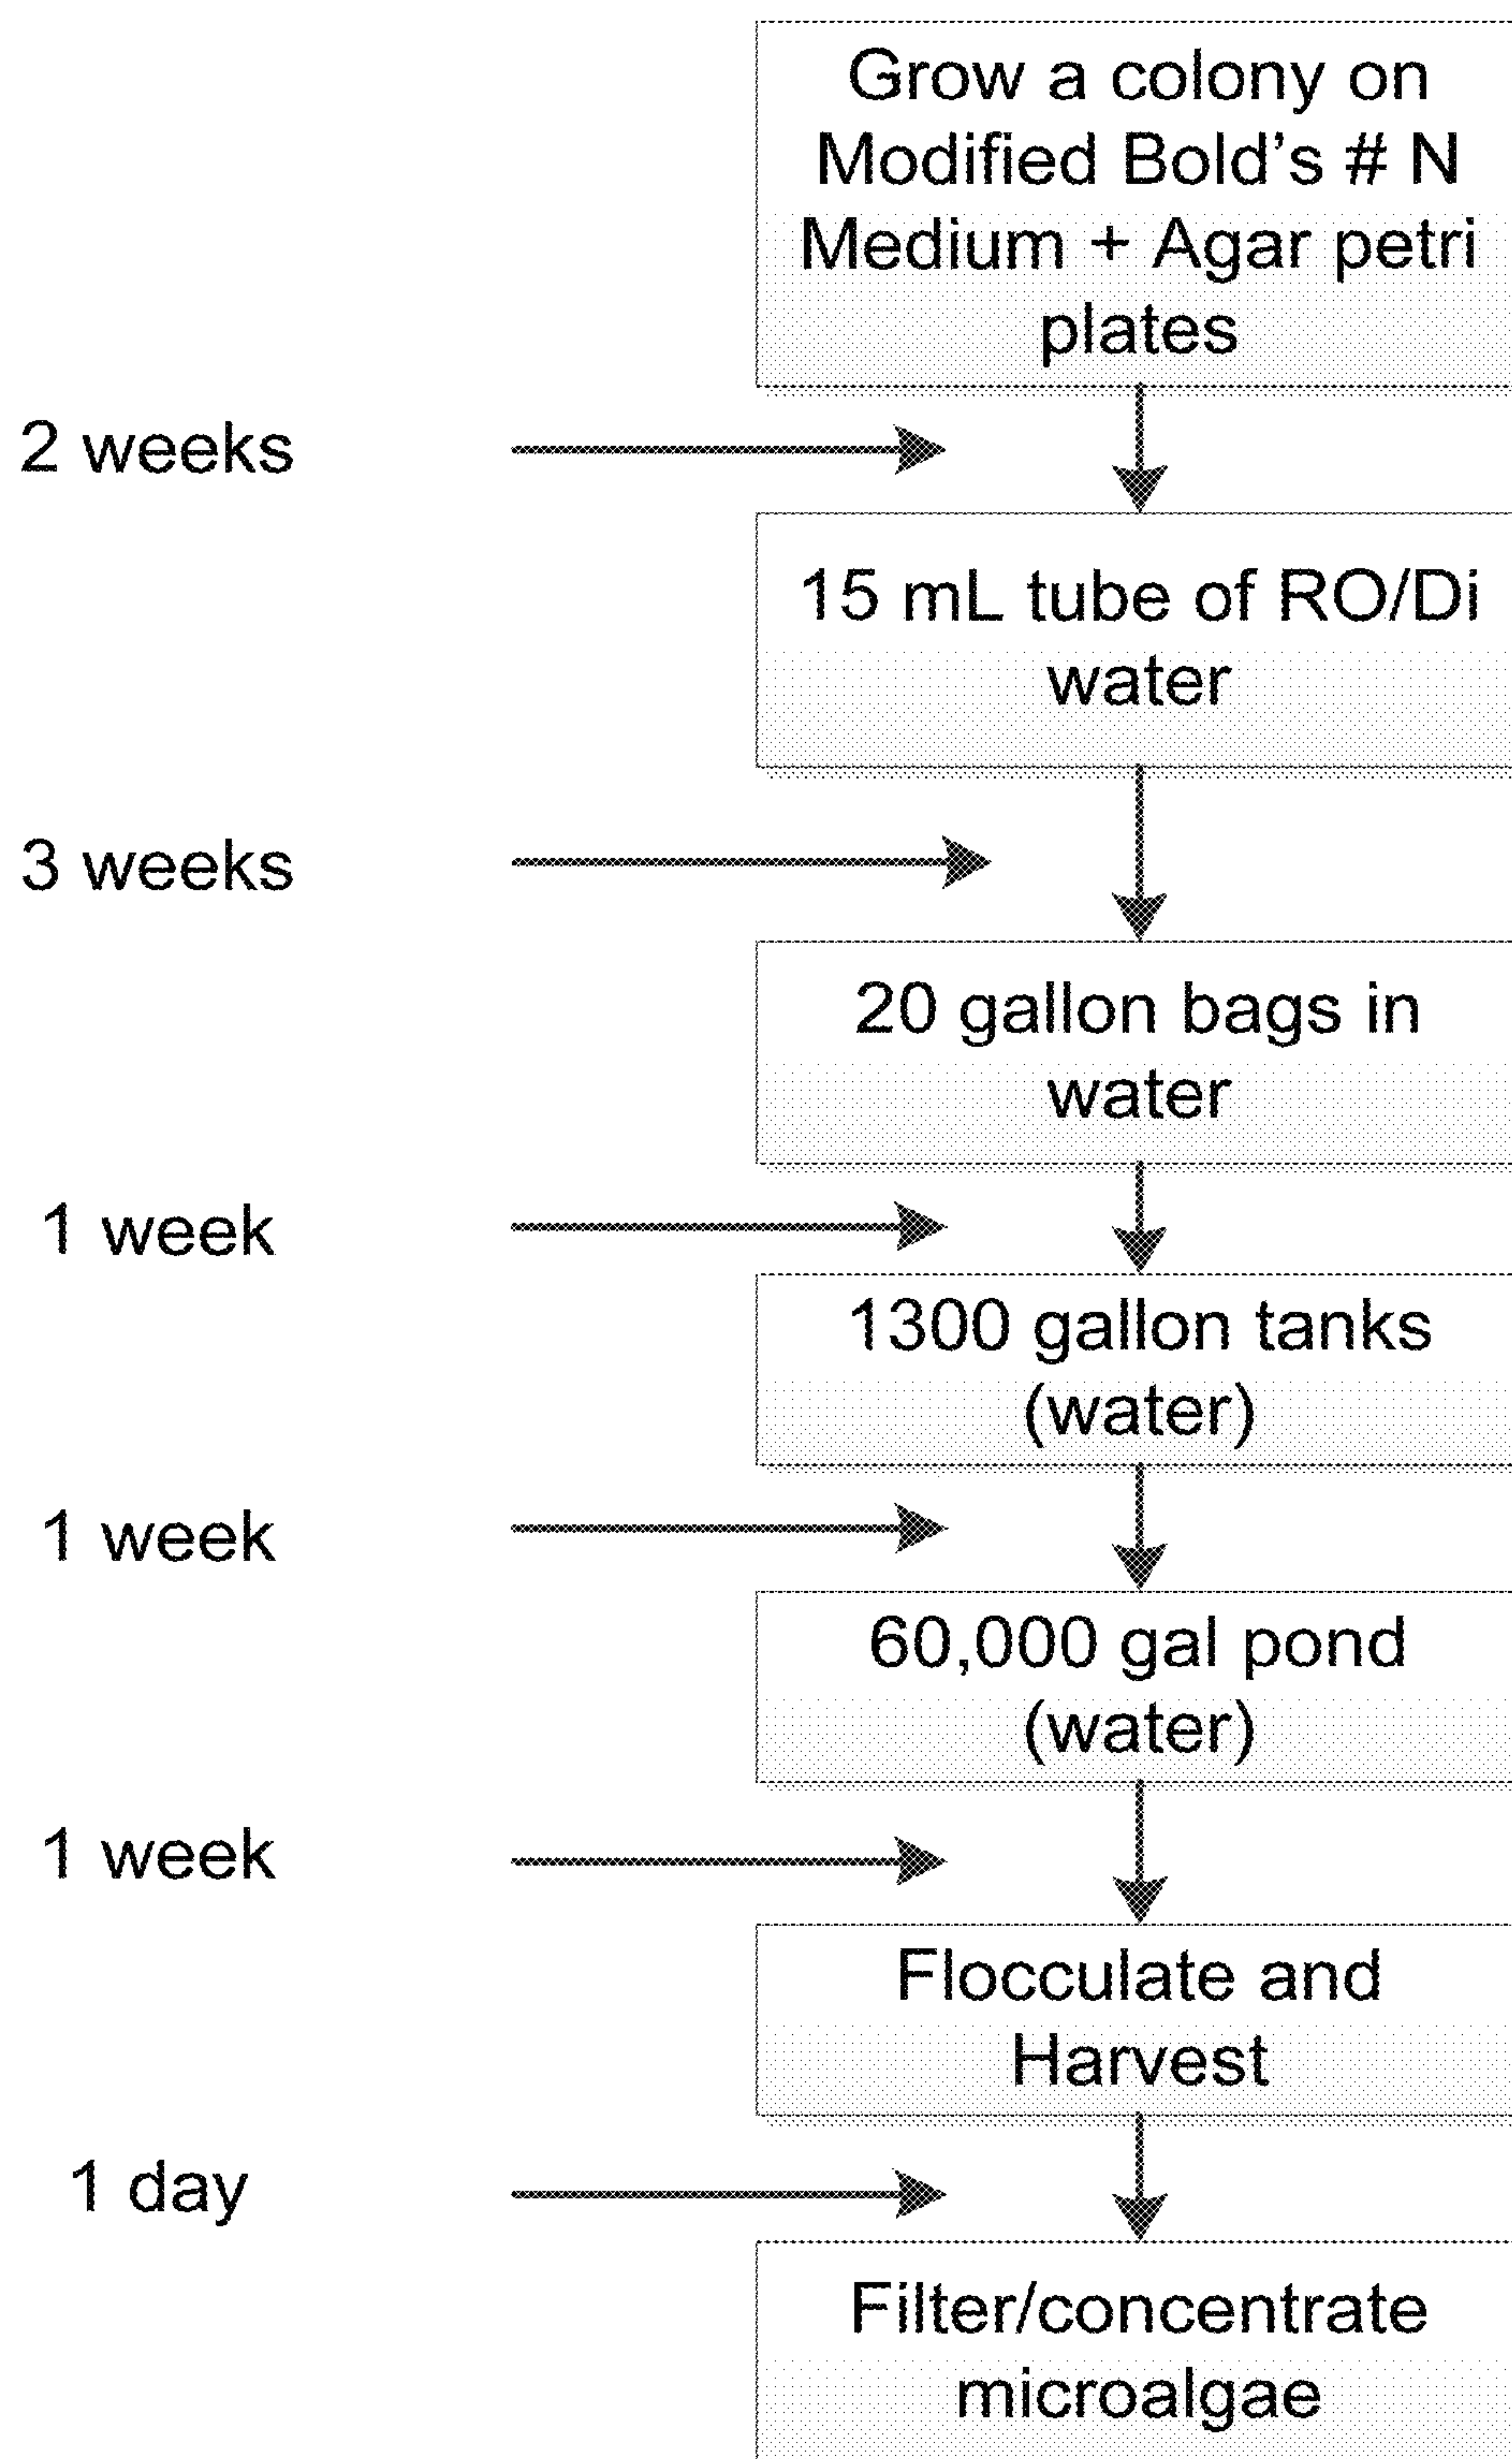 Grow a colony on
Modified Bold's # N
Medium + Agar petri
plates
2 weeks
15 mL tube of RO/Di
water
3 weeks
20 gallon bags in
water
1 week
1300 gallon tanks
(water)
1 week
60,000 gal pond
(water)
1 week
Flocculate and
Harvest
1 day
Filter/concentrate
microalgae